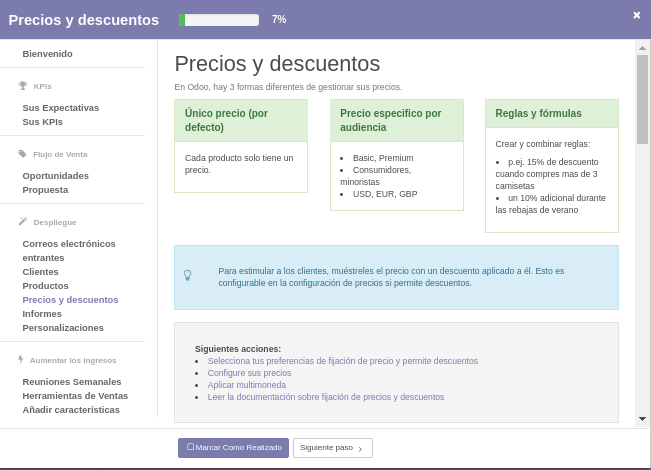 Precios y descuentos
7%
×
Bienvenido
KPIs
Sus Expectativas
Sus KPIs
Flujo de Venta
Oportunidades
Propuesta
Despliegue
Correos electrónicos
entrantes
Clientes
Productos
Precios y descuentos
Informes
Personalizaciones
Aumentar los ingresos
Reuniones Semanales
Herramientas de Ventas
Añadir características
Precios y descuentos
En Odoo, hay 3 formas diferentes de gestionar sus precios.
Único precio (por
defecto)
Cada producto solo tiene un
precio.
Precio especifico por
audiencia
• Basic, Premium
• Consumidores,
minoristas
• USD, EUR, GBP
Reglas y fórmulas
Crear y combinar reglas:
• p.ej. 15% de descuento
cuando compres mas de 3
camisetas
• un 10% adicional durante
las rebajas de verano
Para estimular a los clientes, muéstreles el precio con un descuento aplicado a él. Esto es
configurable en la configuración de precios si permite descuentos.
Siguientes acciones:
• Selecciona tus preferencias de fijación de precio y permite descuentos
• Configure sus precios
• Aplicar multimoneda
• Leer la documentación sobre fijación de precios y descuentos
Marcar Como Realizado
Siguiente paso ›